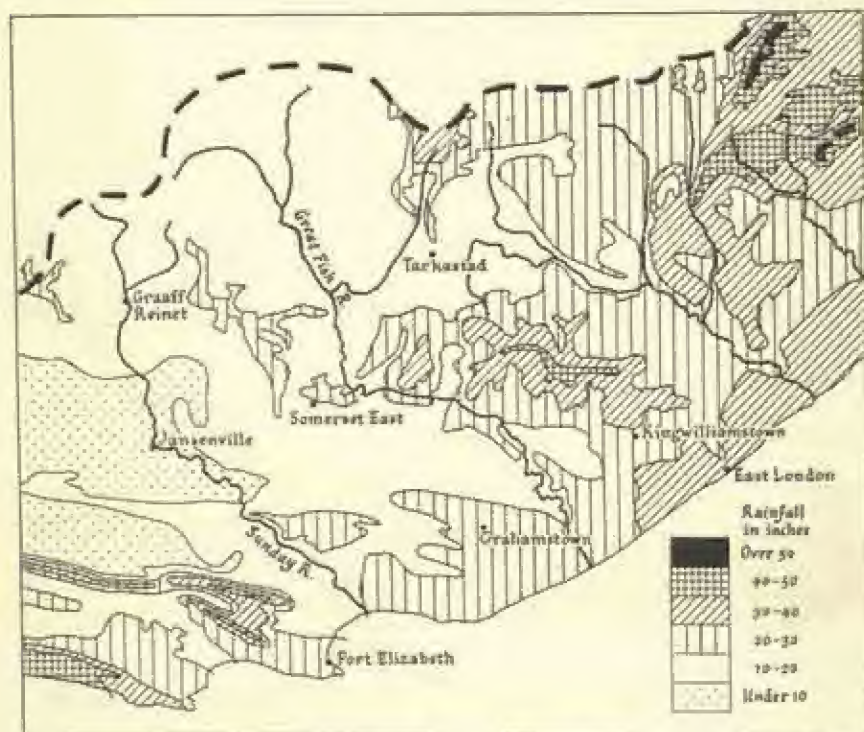 Great Fish R.
Tarkastad
Graaff
Reinet
Somerset East
Jansenville
Kingwilliamstown
East London
Grahamstown
Sunday R.
Port Elizabeth
Rainfall
in inches
Over 50
40-50
30-40
20-30
10-20
Under 10